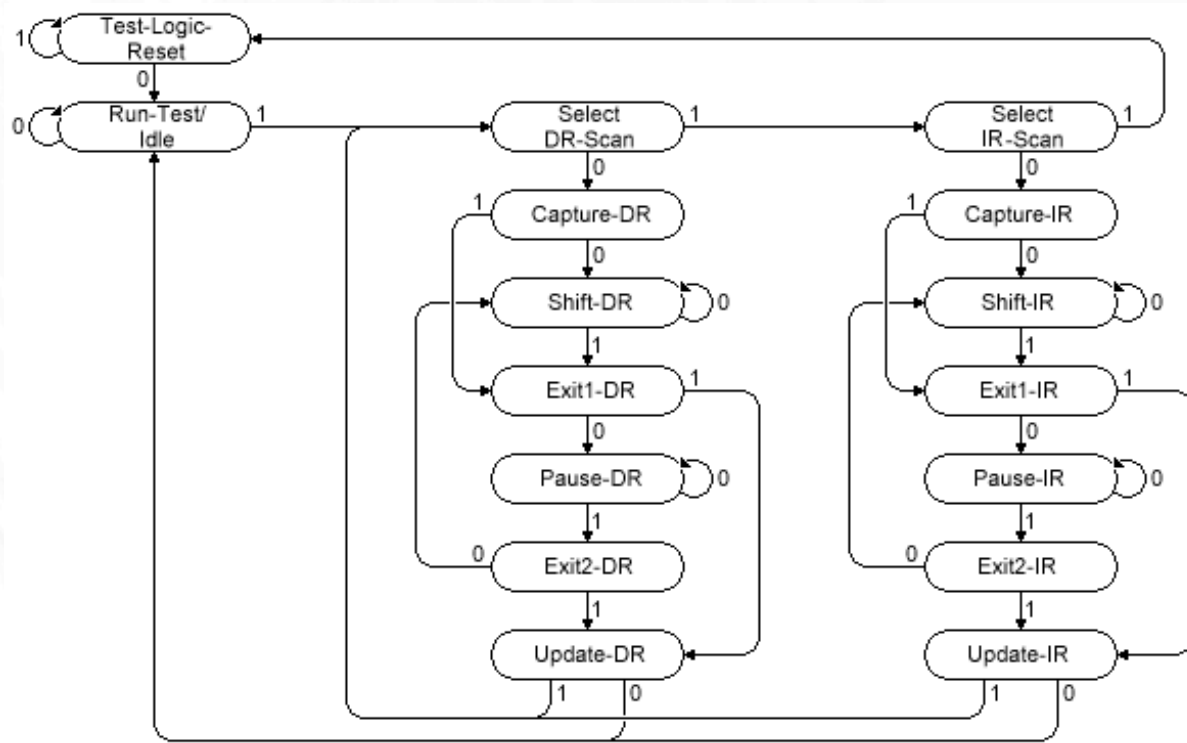 Test-Logic-
Reset
1
0
Run-Test/
Idle
0
1
Select
DR-Scan
1
0
Select
IR-Scan
1
0
1
Capture-DR
0
1
Capture-IR
0
Shift-DR
0
1
Shift-IR
0
1
Exit1-DR
1
0
Exit1-IR
1
0
Pause-DR
0
1
Pause-IR
0
1
0
Exit2-DR
1
0
Exit2-IR
1
Update-DR
1
0
Update-IR
1
0